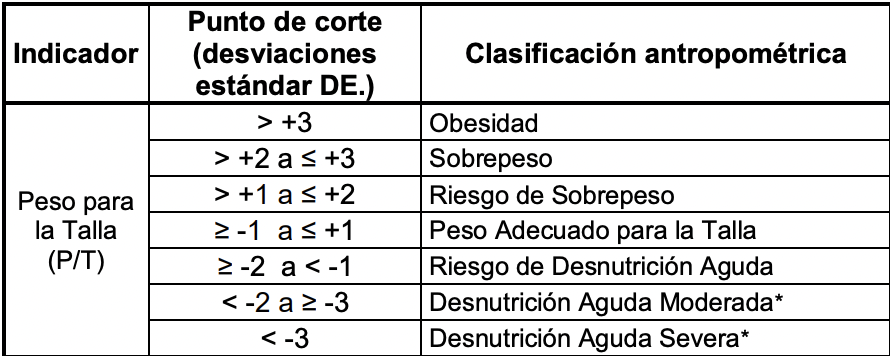 Indicador
Punto de corte
(desviaciones
estándar DE.)
Clasificación antropométrica
Peso para
la Talla
(P/T)
> +3
Obesidad
> +2 a ≤ +3
Sobrepeso
> +1 a ≤ +2
Riesgo de Sobrepeso
≥ -1 a ≤ +1
Peso Adecuado para la Talla
≥ -2 a < -1
Riesgo de Desnutrición Aguda
< -2 a ≥ -3
Desnutrición Aguda Moderada*
< -3
Desnutrición Aguda Severa*